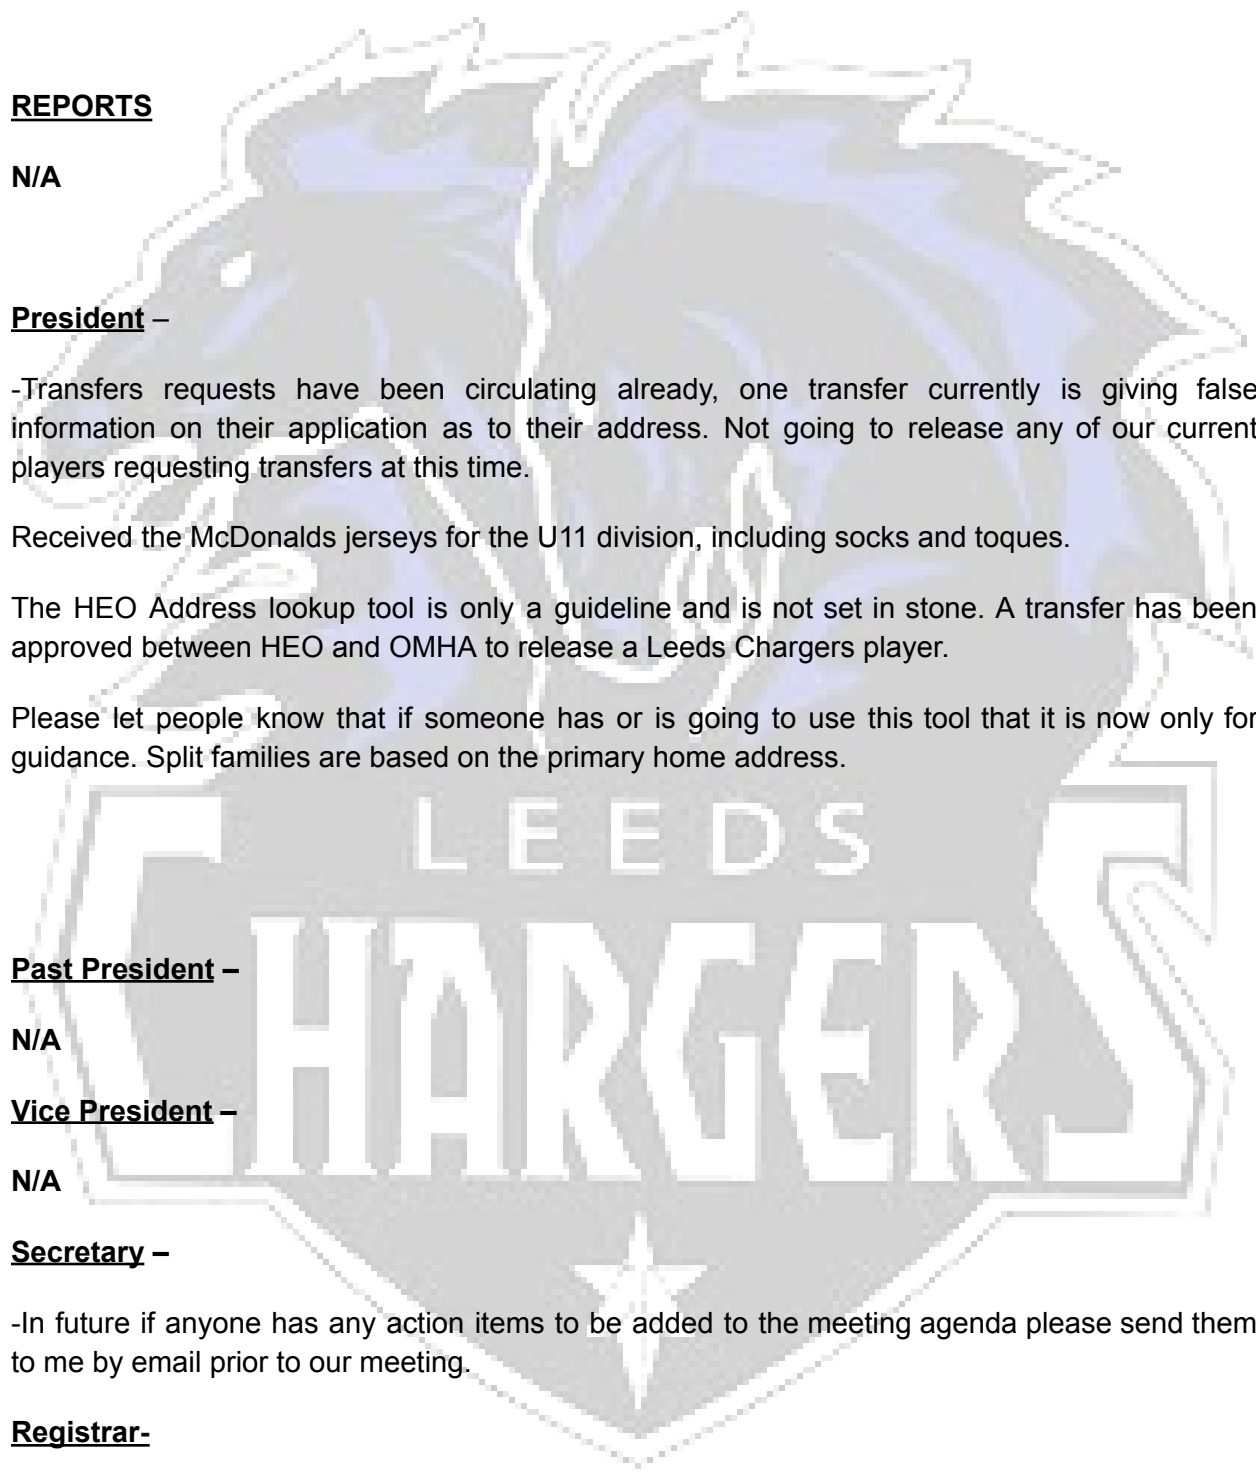 REPORTS
N/A
President –
-Transfers requests have been circulating already, one transfer currently is giving false
information on their application as to their address. Not going to release any of our current
players requesting transfers at this time.
Received the McDonalds jerseys for the U11 division, including socks and toques.
The HEO Address lookup tool is only a guideline and is not set in stone. A transfer has been
approved between HEO and OMHA to release a Leeds Chargers player.
Please let people know that if someone has or is going to use this tool that it is now only for
guidance. Split families are based on the primary home address.
LEEDS
CHARGERS
Past President –
N/A
Vice President –
N/A
Secretary –
-In future if anyone has any action items to be added to the meeting agenda please send them
to me by email prior to our meeting.
Registrar-